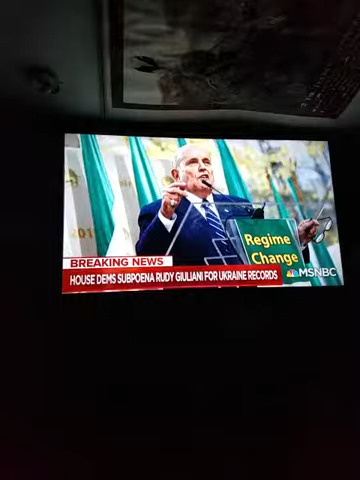 Regime
Change
BREAKING NEWS
HOUSE DEMS SUBPOENA RUDY GIULIANI FOR UKRAINE RECORDS
MSNBC